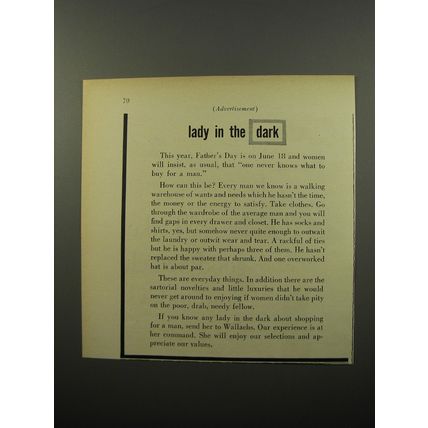 70
(Advertisement)
lady in the dark
This year, Father's Day is on June 18 and women
will insist, as usual, that "one never knows what to
buy for a man."
How can this be? Every man we know is a walking
warehouse of wants and needs which he hasn't the time,
the money or the energy to satisfy. Take clothes. Go
through the wardrobe of the average man and you will
find gaps in every drawer and closet. He has socks and
shirts, yes, but somehow never quite enough to outwait
the laundry or outwit wear and tear. A rackful of ties
but he is happy with perhaps three of them. He hasn't
replaced the sweater that shrunk. And one overworked
hat is about par.
These are everyday things. In addition there are the
sartorial novelties and little luxuries that he would
never get around to enjoying if women didn't take pity
on the poor, drab, needy fellow.
If you know any lady in the dark about shopping
for a man, send her to Wallachs. Our experience is at
her command. She will enjoy our selections and ap-
preciate our values.